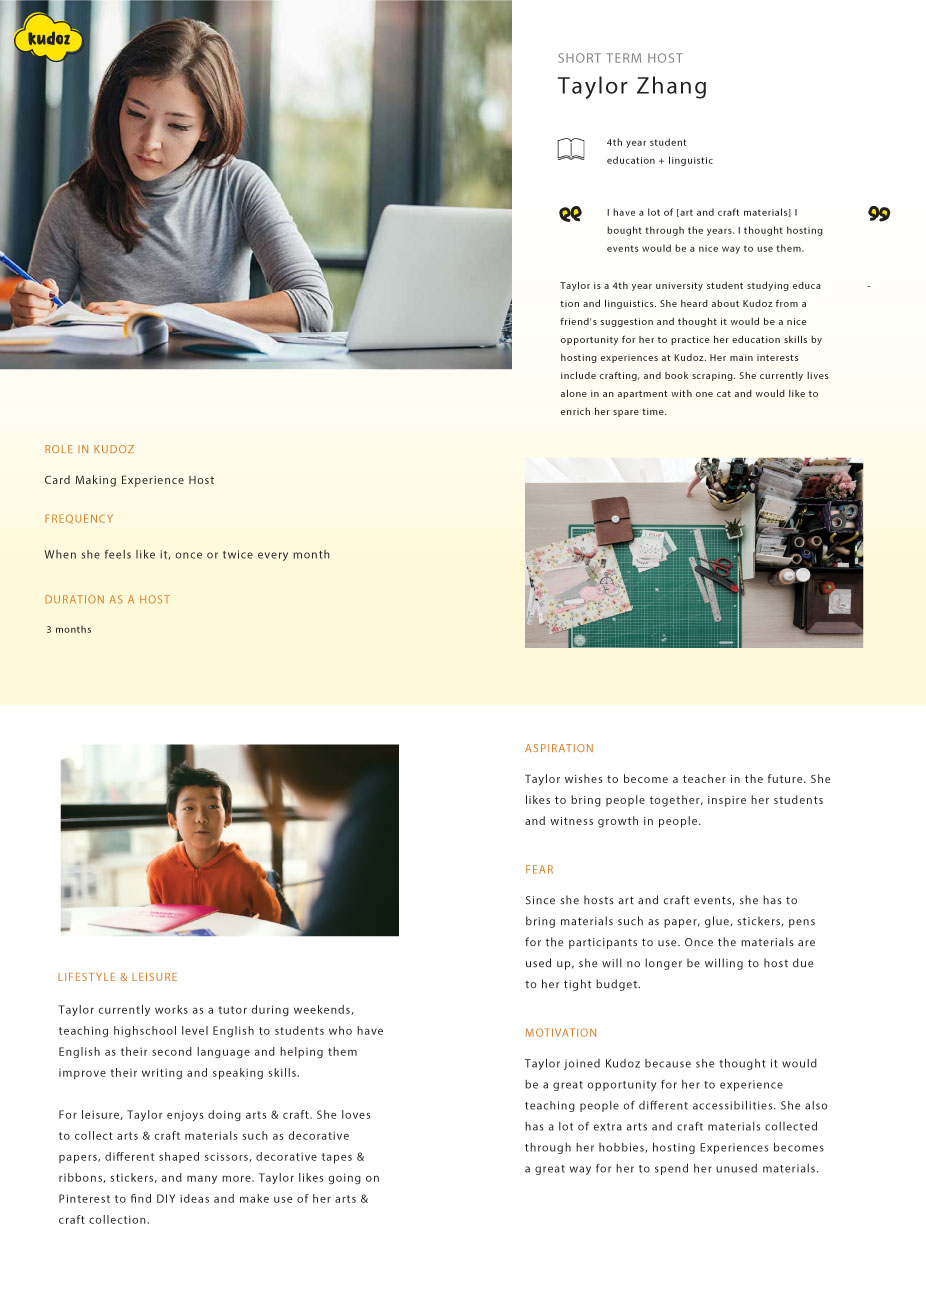 kudoz
SHORT TERM HOST
Taylor Zhang
4th year student
education + linguistic
I have a lot of [art and craft materials] I
bought through the years. I thought hosting
events would be a nice way to use them.
Taylor is a 4th year university student studying educa
-
tion and linguistics. She heard about Kudoz from a
friend's suggestion and thought it would be a nice
opportunity for her to practice her education skills by
hosting experiences at Kudoz. Her main interests
include crafting, and book scraping. She currently lives
alone in an apartment with one cat and would like to
enrich her spare time.
ROLE IN KUDOZ
Card Making Experience Host
FREQUENCY
When she feels like it, once or twice every month
DURATION AS A HOST
3 months
LIFESTYLE & LEISURE
Taylor currently works as a tutor during weekends,
teaching highschool level English to students who have
English as their second language and helping them
improve their writing and speaking skills.
For leisure, Taylor enjoys doing arts & craft. She loves
to collect arts & craft materials such as decorative
papers, different shaped scissors, decorative tapes &
ribbons, stickers, and many more. Taylor likes going on
Pinterest to find DIY ideas and make use of her arts &
craft collection.
ASPIRATION
Taylor wishes to become a teacher in the future. She
likes to bring people together, inspire her students
and witness growth in people.
FEAR
Since she hosts art and craft events, she has to
bring materials such as paper, glue, stickers, pens
for the participants to use. Once the materials are
used up, she will no longer be willing to host due
to her tight budget.
MOTIVATION
Taylor joined Kudoz because she thought it would
be a great opportunity for her to experience
teaching people of different accessibilities. She also
has a lot of extra arts and craft materials collected
through her hobbies, hosting Experiences becomes
a great way for her to spend her unused materials.